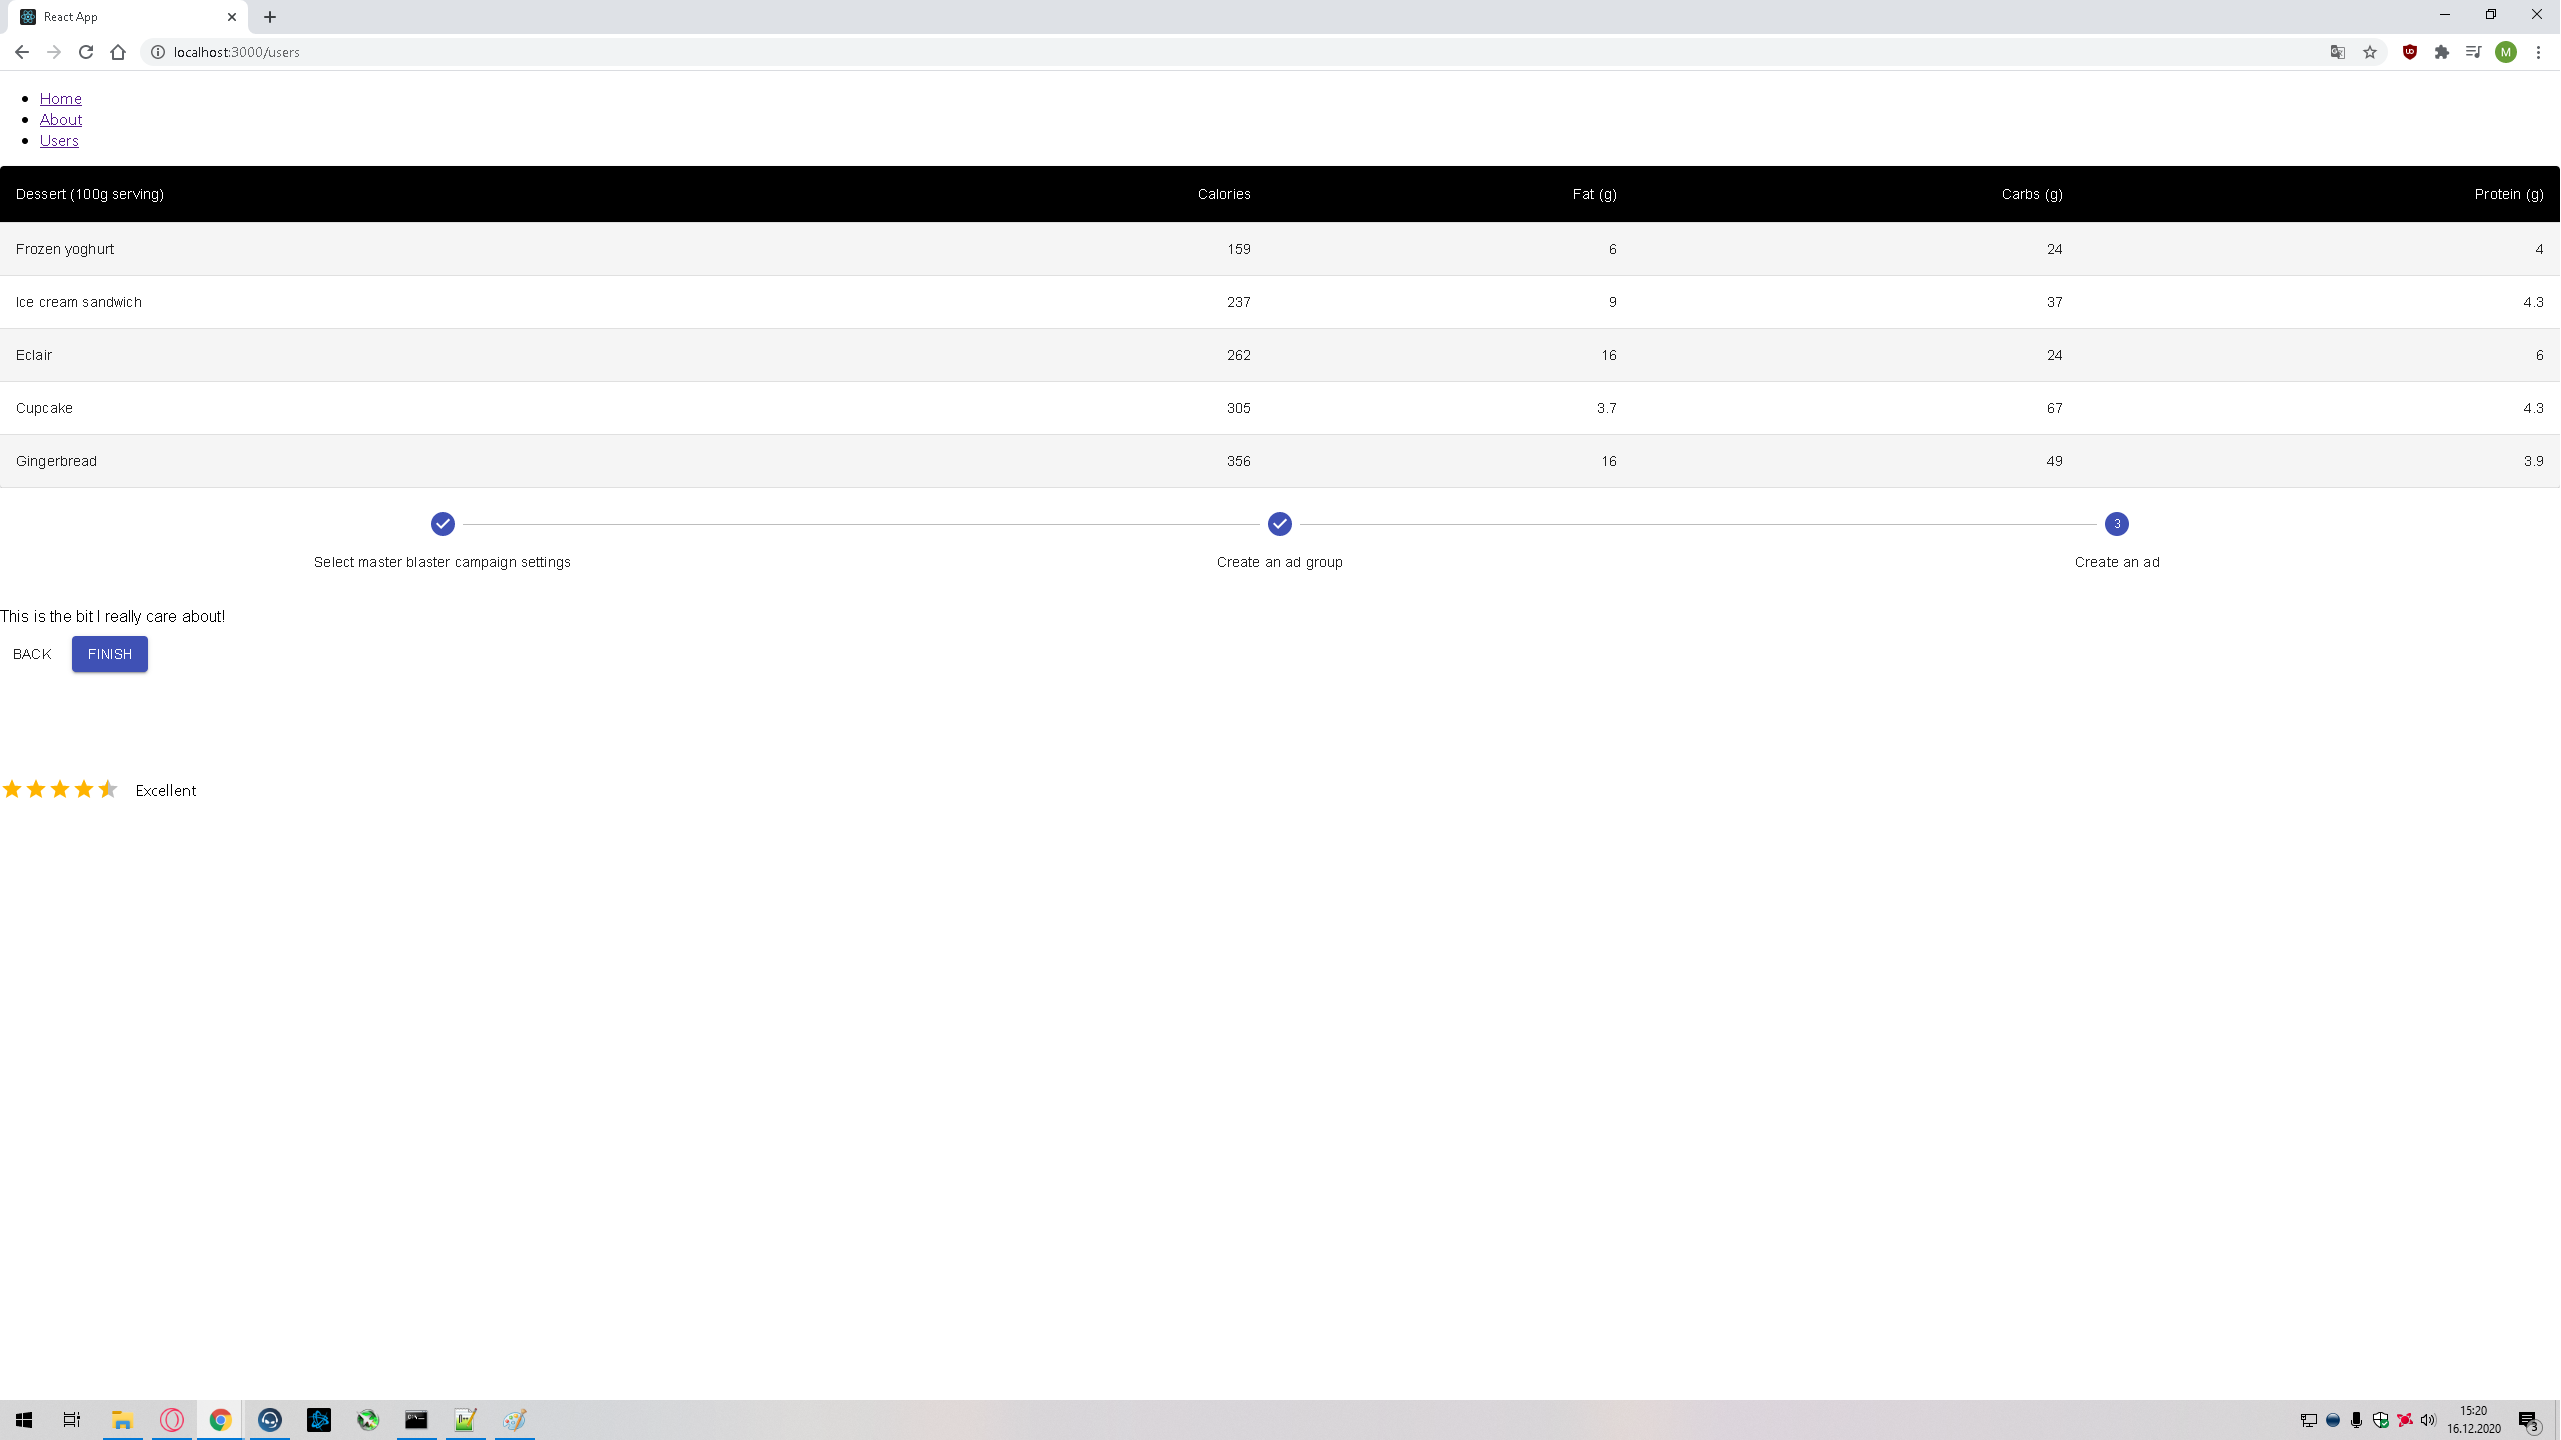 React App
localhost:3000/users
M
Home
About
Users
Dessert (100g serving) Calories Fat (g) Carbs (g) Protein (g)
Frozen yoghurt 159 6 24 4
Ice cream sandwich 237 9 37 4.3
Eclair 262 16 24 6
Cupcake 305 3.7 67 4.3
Gingerbread 356 16 49 3.9
3
Select master blaster campaign settings Create an ad group Create an ad
This is the bit I really care about!
BACK FINISH
Excellent
15:20
16.12.2020
3